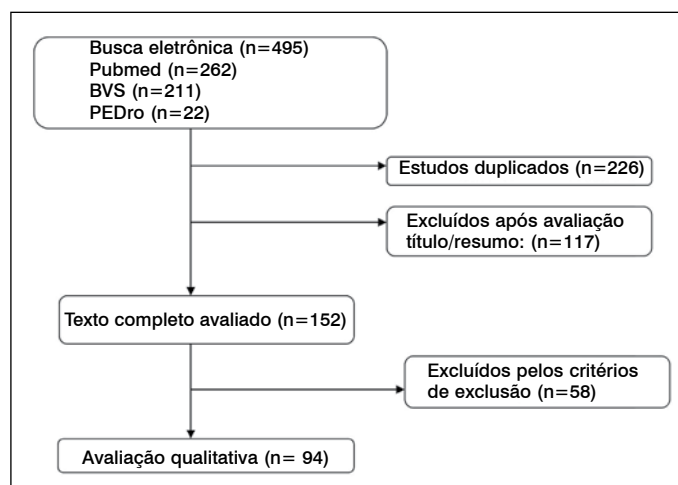 Busca eletrônica (n=495)
Pubmed (n=262)
BVS (n=211)
PEDro (n=22)
Estudos duplicados (n=226)
Excluídos após avaliação
título/resumo: (n=117)
Texto completo avaliado (n=152)
Excluídos pelos critérios
de exclusão (n=58)
Avaliação qualitativa (n= 94)